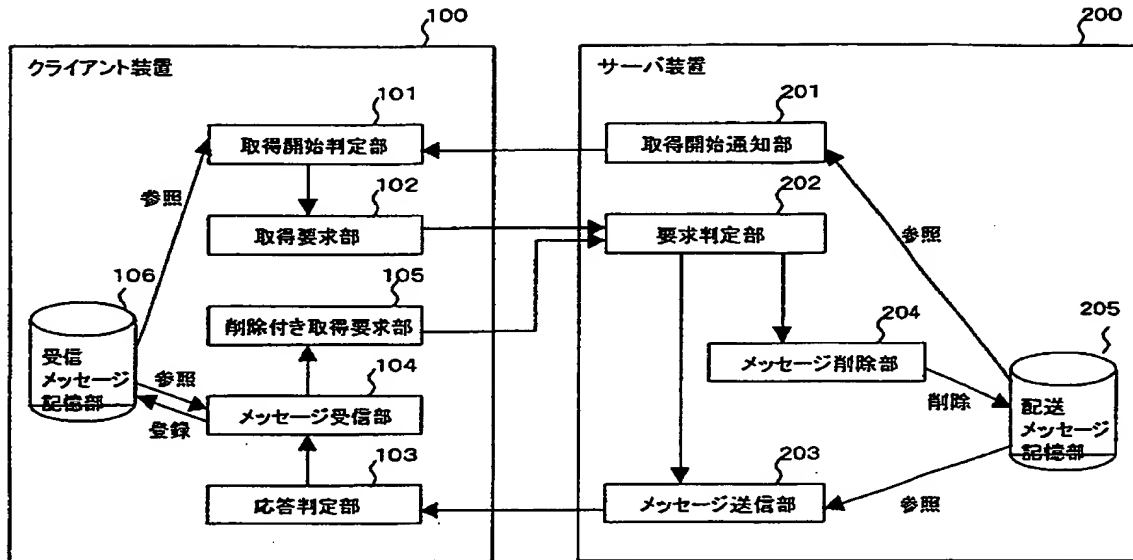 100
クライアント装置
101
取得開始判定部
102
取得要求部
参照
106
受信
メッセージ
記憶部
105
削除付き取得要求部
104
参照
メッセージ受信部
登録
103
応答判定部
200
サーバ装置
201
取得開始通知部
202
要求判定部
参照
204
メッセージ削除部
205
削除
配送
メッセージ
記憶部
203
メッセージ送信部
参照